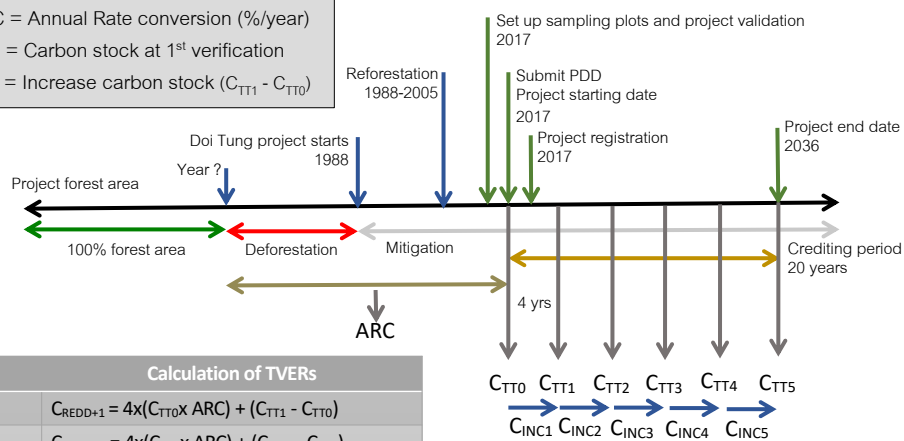 = Annual Rate conversion (%/year)
= Carbon stock at 1st verification
= Increase carbon stock (CTT1 - CTT0)
Set up sampling plots and project validation
2017
Reforestation
1988-2005
Submit PDD
Project starting date
2017
Doi Tung project starts
1988
Project registration
2017
Project end date
2036
Year ?
Project forest area
100% forest area
Deforestation
Mitigation
Crediting period
20 years
4 yrs
ARC
Calculation of TVERs
CREDD+1 = 4x(CTT0x ARC) + (CTT1 - CTT0)
CTT0 CTT1 CTT2 CTT3 CTT4 CTT5
CINC1 CINC2 CINC3 CINC4 CINC5